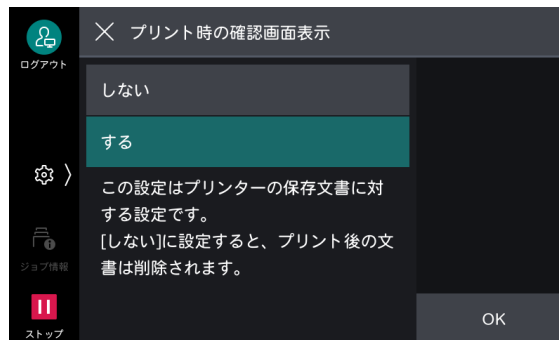 ログアウト
プリント時の確認画面表示
しない
する
この設定はプリンターの保存文書に対
する設定です。
[しない]に設定すると、プリント後の文
書は削除されます。
ジョブ情報
ストップ
OK